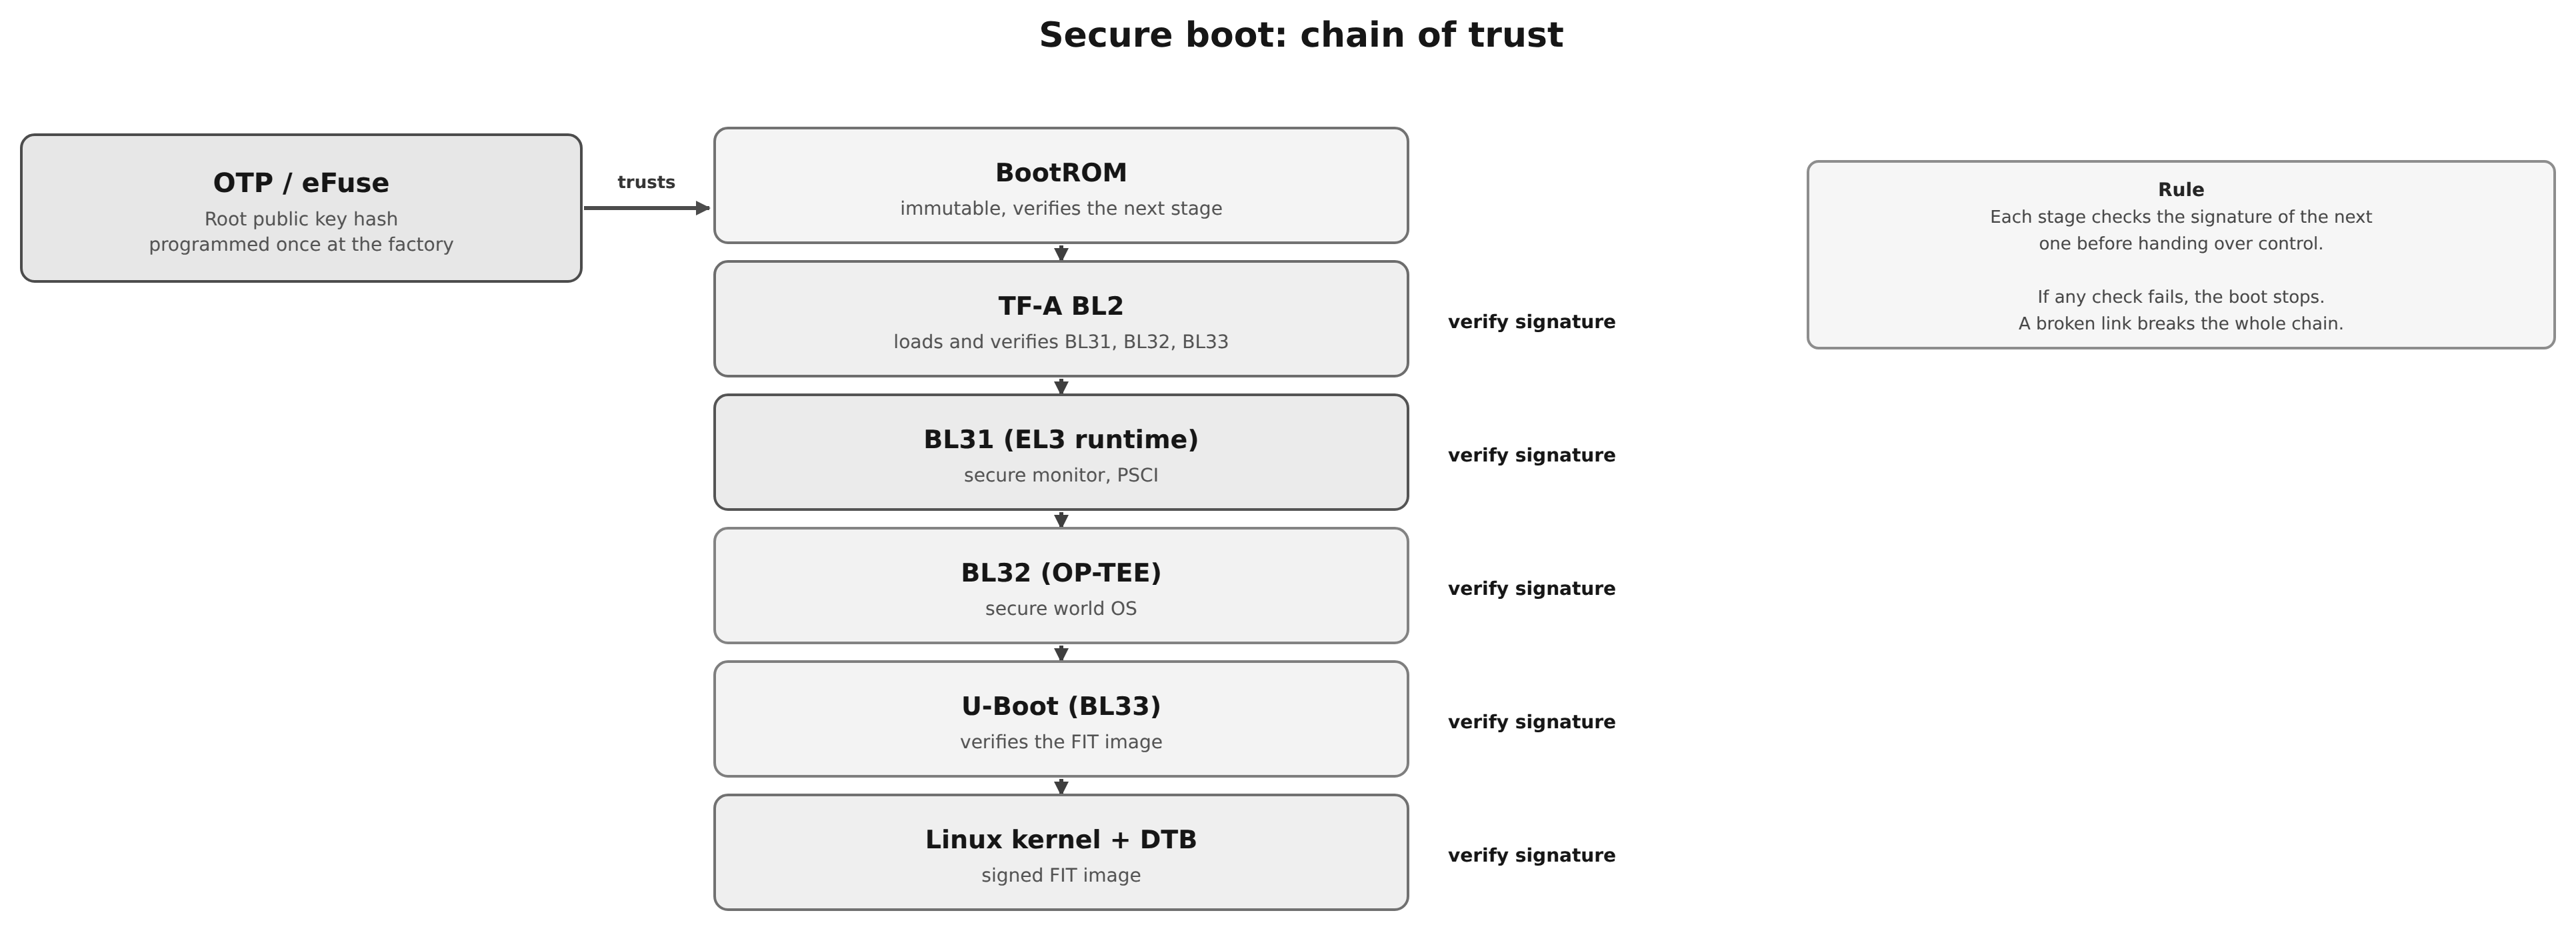 Secure boot: chain of trust
OTP / eFuse
Root public key hash
programmed once at the factory
trusts
BootROM
immutable, verifies the next stage
Rule
Each stage checks the signature of the next
one before handing over control.
If any check fails, the boot stops.
A broken link breaks the whole chain.
TF-A BL2
loads and verifies BL31, BL32, BL33
verify signature
BL31 (EL3 runtime)
secure monitor, PSCI
verify signature
BL32 (OP-TEE)
secure world OS
verify signature
U-Boot (BL33)
verifies the FIT image
verify signature
Linux kernel + DTB
signed FIT image
verify signature